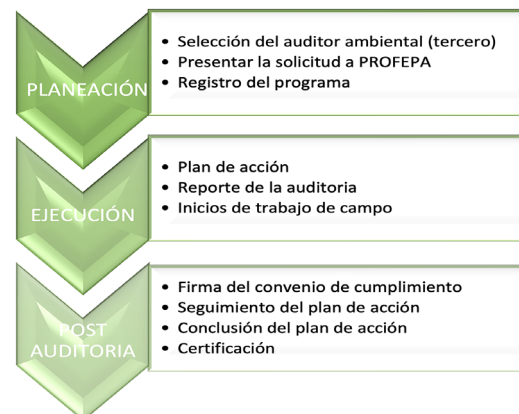 PLANEACIÓN
• Selección del auditor ambiental (tercero)
• Presentar la solicitud a PROFEPA
• Registro del programa
EJECUCIÓN
• Plan de acción
• Reporte de la auditoria
• Inicios de trabajo de campo
POST
AUDITORIA
• Firma del convenio de cumplimiento
• Seguimiento del plan de acción
• Conclusión del plan de acción
• Certificación